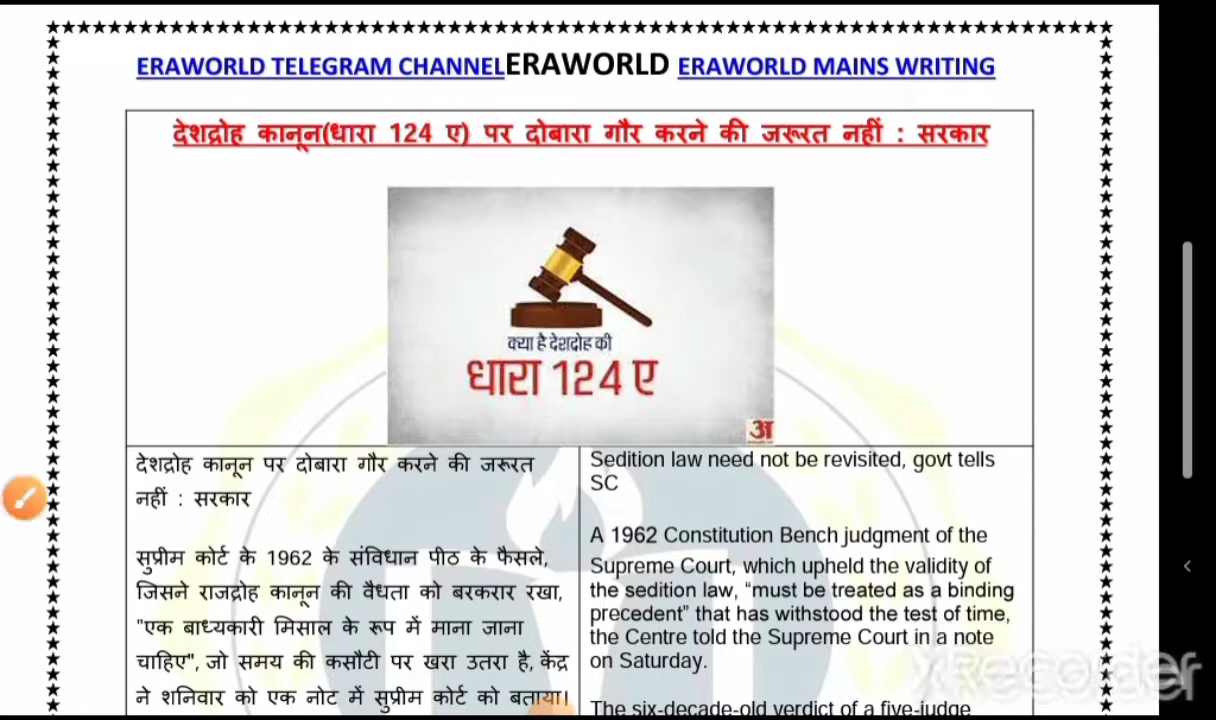 ERAWORLD TELEGRAM CHANNELERAWORLD ERAWORLD MAINS WRITING
देशद्रोह कानून(धारा 124 ए) पर दोबारा गौर करने की जरूरत नहीं : सरकार
क्या है देशद्रोह की
धारा 124 ए
अ
देशद्रोह कानून पर दोबारा गौर करने की जरूरत
नहीं : सरकार
सुप्रीम कोर्ट के 1962 के संविधान पीठ के फैसले,
जिसने राजद्रोह कानून की वैधता को बरकरार रखा,
"एक बाध्यकारी मिसाल के रूप में माना जाना
चाहिए", जो समय की कसौटी पर खरा उतरा है, केंद्र
ने शनिवार को एक नोट में सुप्रीम कोर्ट को बताया।
Sedition law need not be revisited, govt tells
SC
A 1962 Constitution Bench judgment of the
Supreme Court, which upheld the validity of
the sedition law, “must be treated as a binding
precedent” that has withstood the test of time,
the Centre told the Supreme Court in a note
on Saturday.
The six-decade-old verdict of a five-judge
XRecorder